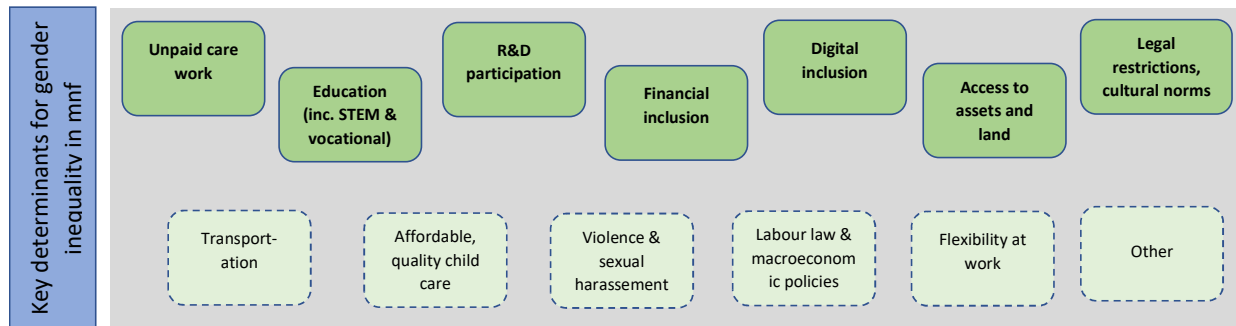 Key determinants for gender
inequality in mnf
Unpaid care
work
Education
(inc. STEM &
vocational)
R&D
participation
Financial
inclusion
Digital
inclusion
Access to
assets and
land
Legal
restrictions,
cultural norms
Transport-
ation
Affordable,
quality child
care
Violence &
sexual
harassement
Labour law &
macroeconom
ic policies
Flexibility at
work
Other